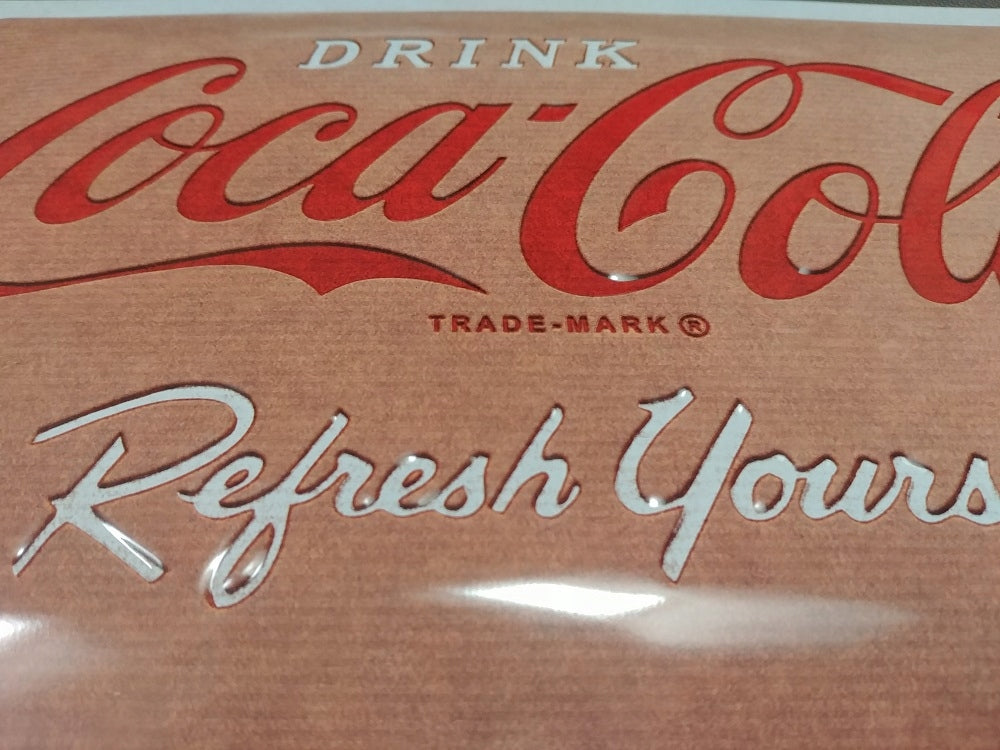 DRINK
Coca-Col
TRADE-MARK ®
Refresh Yours